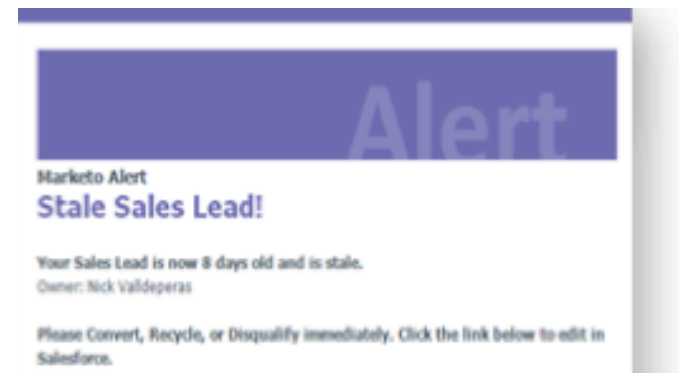 Alert
Marketo Alert
Stale Sales Lead!
Your Sales Lead is now 8 days old and is stale.
Owner: Nick Valldeperas
Please Convert, Recycle, or Disqualify immediately. Click the link below to edit in
Salesforce.